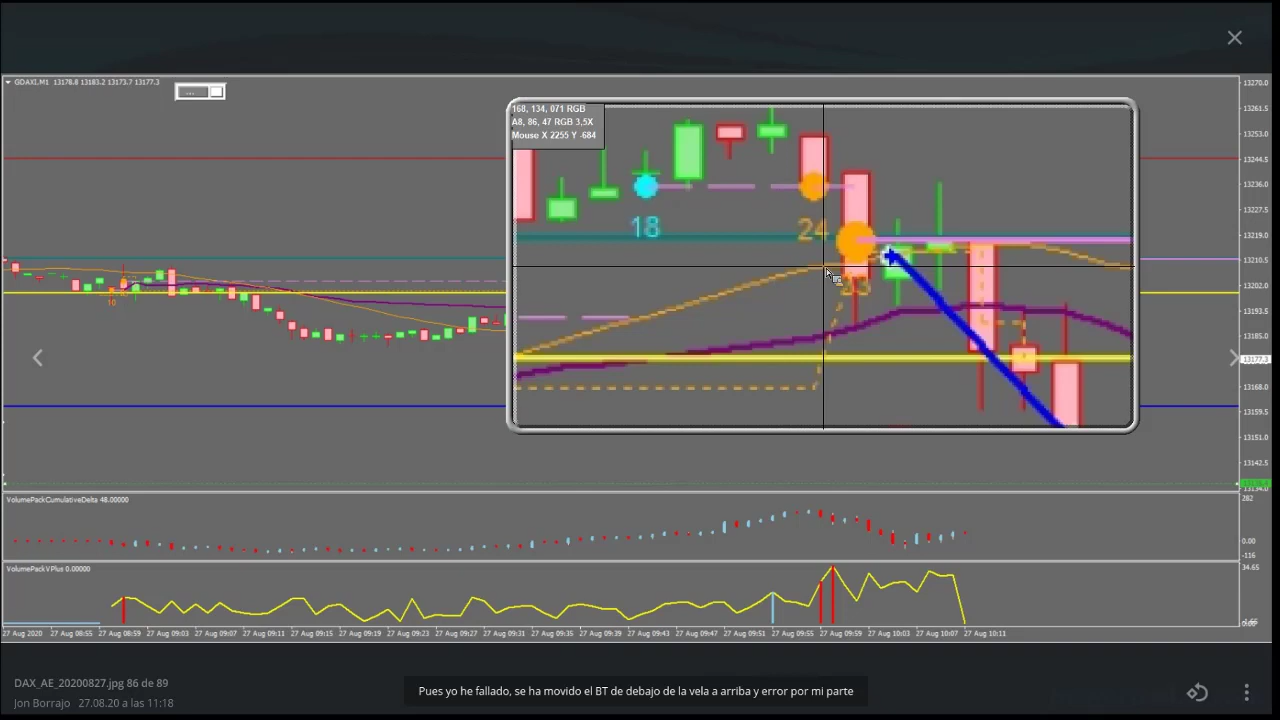 GDAXI,M1 13178.8 13183.2 13173.7 13177.3
...
168, 134, 071 RGB
A8, 86, 47 RGB 3,5X
Mouse X 2255 Y -684
18
24
10
13270.0
13261.5
13253.0
13244.5
13236.0
13227.5
13219.0
13210.5
13202.0
13193.5
13185.0
13177.3
13168.0
13159.5
13151.0
13142.5
VolumePackCumulativeDelta 48.00000
282
0.00
-116
VolumePackVPlus 0.00000
34.65
27 Aug 2020 27 Aug 08:55 27 Aug 08:59 27 Aug 09:03 27 Aug 09:07 27 Aug 09:11 27 Aug 09:15 27 Aug 09:19 27 Aug 09:23 27 Aug 09:27 27 Aug 09:31 27 Aug 09:35 27 Aug 09:39 27 Aug 09:43 27 Aug 09:47 27 Aug 09:51 27 Aug 09:55 27 Aug 09:59 27 Aug 10:03 27 Aug 10:07 27 Aug 10:11
DAX_AE_20200827.jpg 86 de 89
Jon Borrajo 27.08.20 a las 11:18
Pues yo he fallado, se ha movido el BT de debajo de la vela a arriba y error por mi parte